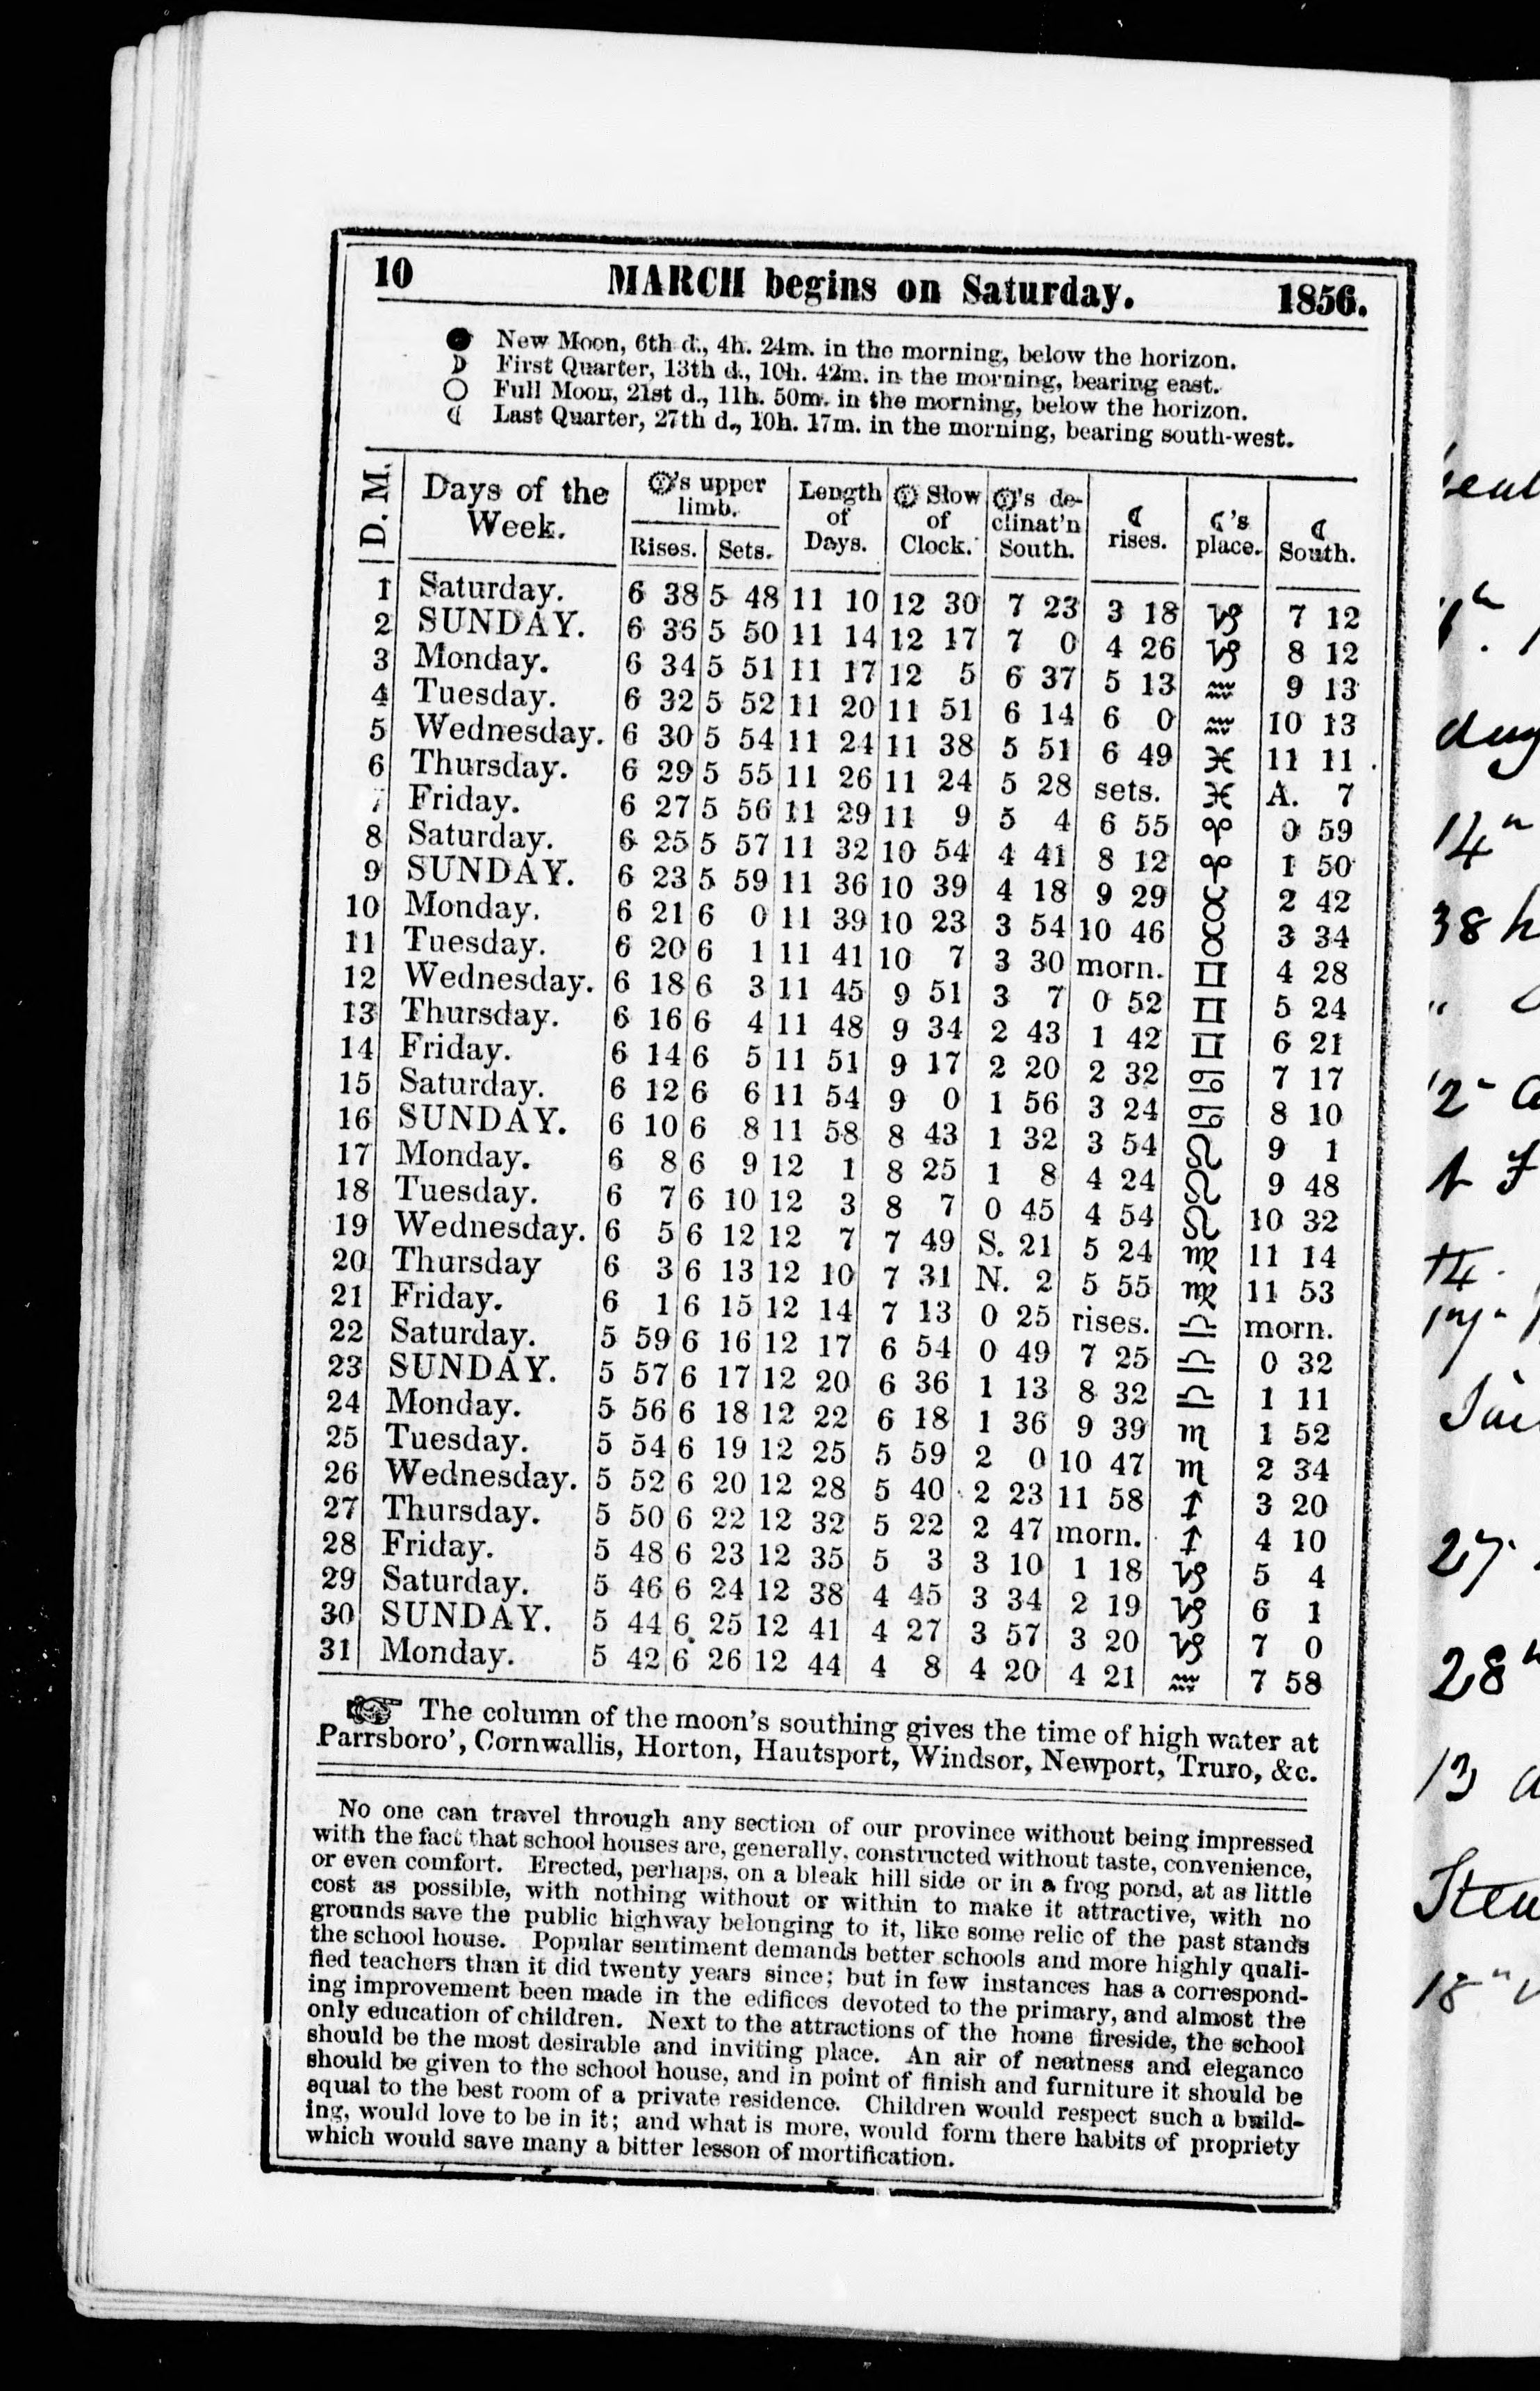 10 MARCH begins on Saturday. 1856.
● New Moon, 6th d., 4h. 24m. in the morning, below the horizon.
☽ First Quarter, 13th d., 10h. 42m. in the morning, bearing east.
○ Full Moon, 21st d., 11h. 50m. in the morning, below the horizon.
☾ Last Quarter, 27th d., 10h. 17m. in the morning, bearing south-west.
D. M. | Days of the Week. | ☉'s upper limb. Rises. | Sets. | Length of Days. | ☉ Slow of Clock. | ☉'s declinat'n South. | ☾ rises. | ☾'s place. | ☾ South.
1 Saturday. 6 38 5 48 11 10 12 30 7 23 3 18 ♑ 7 12
2 SUNDAY. 6 36 5 50 11 14 12 17 7 0 4 26 ♑ 8 12
3 Monday. 6 34 5 51 11 17 12 5 6 37 5 13 ♒ 9 13
4 Tuesday. 6 32 5 52 11 20 11 51 6 14 6 0 ♒ 10 13
5 Wednesday. 6 30 5 54 11 24 11 38 5 51 6 49 ♓ 11 11
6 Thursday. 6 29 5 55 11 26 11 24 5 28 sets. ♓ A. 7
7 Friday. 6 27 5 56 11 29 11 9 5 4 6 55 ♈ 0 59
8 Saturday. 6 25 5 57 11 32 10 54 4 41 8 12 ♈ 1 50
9 SUNDAY. 6 23 5 59 11 36 10 39 4 18 9 29 ♉ 2 42
10 Monday. 6 21 6 0 11 39 10 23 3 54 10 46 ♉ 3 34
11 Tuesday. 6 20 6 1 11 41 10 7 3 30 morn. ♊ 4 28
12 Wednesday. 6 18 6 3 11 45 9 51 3 7 0 52 ♊ 5 24
13 Thursday. 6 16 6 4 11 48 9 34 2 43 1 42 ♊ 6 21
14 Friday. 6 14 6 5 11 51 9 17 2 20 2 32 ♋ 7 17
15 Saturday. 6 12 6 6 11 54 9 0 1 56 3 24 ♋ 8 10
16 SUNDAY. 6 10 6 8 11 58 8 43 1 32 3 54 ♌ 9 1
17 Monday. 6 8 6 9 12 1 8 25 1 8 4 24 ♌ 9 48
18 Tuesday. 6 7 6 10 12 3 8 7 0 45 4 54 ♌ 10 32
19 Wednesday. 6 5 6 12 12 7 7 49 S. 21 5 24 ♍ 11 14
20 Thursday 6 3 6 13 12 10 7 31 N. 2 5 55 ♍ 11 53
21 Friday. 6 1 6 15 12 14 7 13 0 25 rises. ♎ morn.
22 Saturday. 5 59 6 16 12 17 6 54 0 49 7 25 ♎ 0 32
23 SUNDAY. 5 57 6 17 12 20 6 36 1 13 8 32 ♎ 1 11
24 Monday. 5 56 6 18 12 22 6 18 1 36 9 39 ♏ 1 52
25 Tuesday. 5 54 6 19 12 25 5 59 2 0 10 47 ♏ 2 34
26 Wednesday. 5 52 6 20 12 28 5 40 2 23 11 58 ♐ 3 20
27 Thursday. 5 50 6 22 12 32 5 22 2 47 morn. ♐ 4 10
28 Friday. 5 48 6 23 12 35 5 3 3 10 1 18 ♑ 5 4
29 Saturday. 5 46 6 24 12 38 4 45 3 34 2 19 ♑ 6 1
30 SUNDAY. 5 44 6 25 12 41 4 27 3 57 3 20 ♑ 7 0
31 Monday. 5 42 6 26 12 44 4 8 4 20 4 21 ♒ 7 58
☞ The column of the moon's southing gives the time of high water at
Parrsboro', Cornwallis, Horton, Hautsport, Windsor, Newport, Truro, &c.
No one can travel through any section of our province without being impressed
with the fact that school houses are, generally, constructed without taste, convenience,
or even comfort. Erected, perhaps, on a bleak hill side or in a frog pond, at as little
cost as possible, with nothing without or within to make it attractive, with no
grounds save the public highway belonging to it, like some relic of the past stands
the school house. Popular sentiment demands better schools and more highly quali-
fied teachers than it did twenty years since; but in few instances has a correspond-
ing improvement been made in the edifices devoted to the primary, and almost the
only education of children. Next to the attractions of the home fireside, the school
should be the most desirable and inviting place. An air of neatness and elegance
should be given to the school house, and in point of finish and furniture it should be
equal to the best room of a private residence. Children would respect such a build-
ing, would love to be in it; and what is more, would form there habits of propriety
which would save many a bitter lesson of mortification.
14
38 h
27
28
13
18